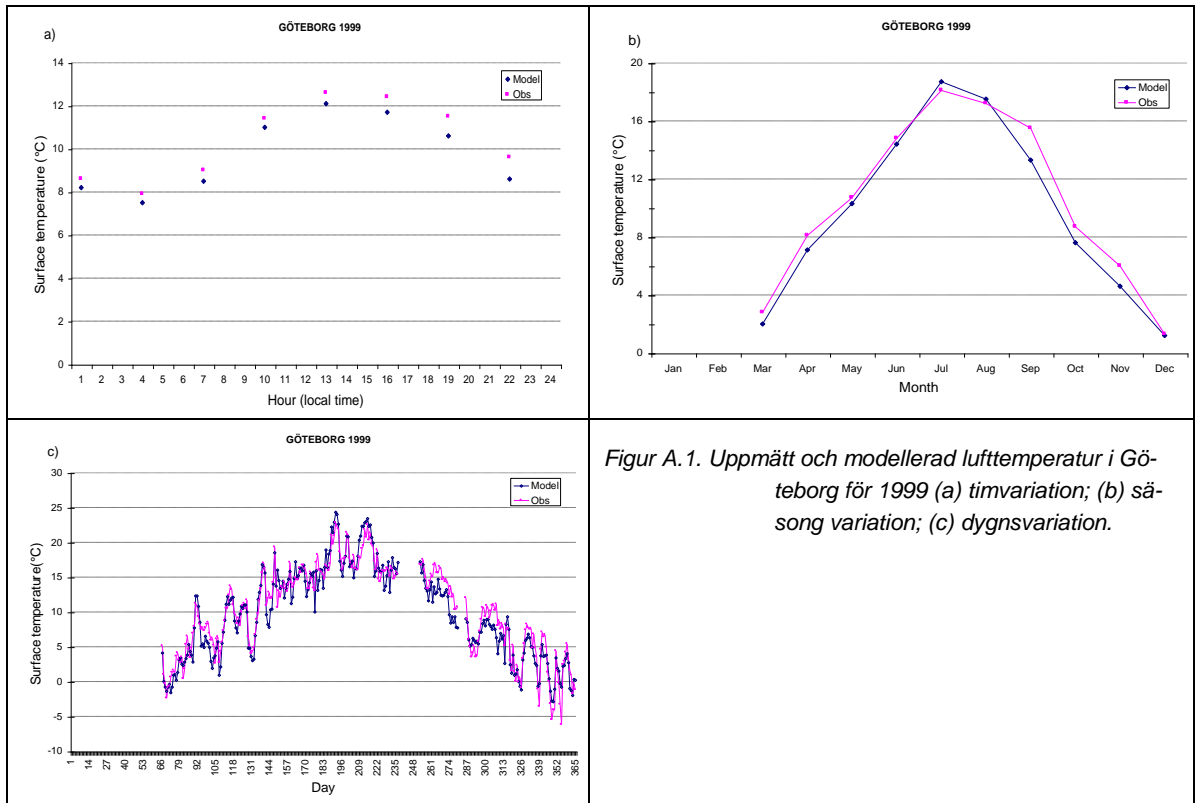 GÖTEBORG 1999
a)
14
12
10
8
6
4
2
0
Surface temperature (°C)
Model
Obs
1 2 3 4 5 6 7 8 9 10 11 12 13 14 15 16 17 18 19 20 21 22 23 24
Hour (local time)
GÖTEBORG 1999
b)
20
16
12
8
4
0
Surface temperature (°C)
Model
Obs
Jan Feb Mar Apr May Jun Jul Aug Sep Oct Nov Dec
Month
GÖTEBORG 1999
c)
30
25
20
15
10
5
0
-5
-10
Surface temperature(°C)
Model
Obs
1 14 27 40 53 66 79 92 105 118 131 144 157 170 183 196 209 222 235 248 261 274 287 300 313 326 339 352 365
Day
Figur A.1. Uppmätt och modellerad lufttemperatur i Gö-
teborg för 1999 (a) timvariation; (b) sä-
song variation; (c) dygnsvariation.